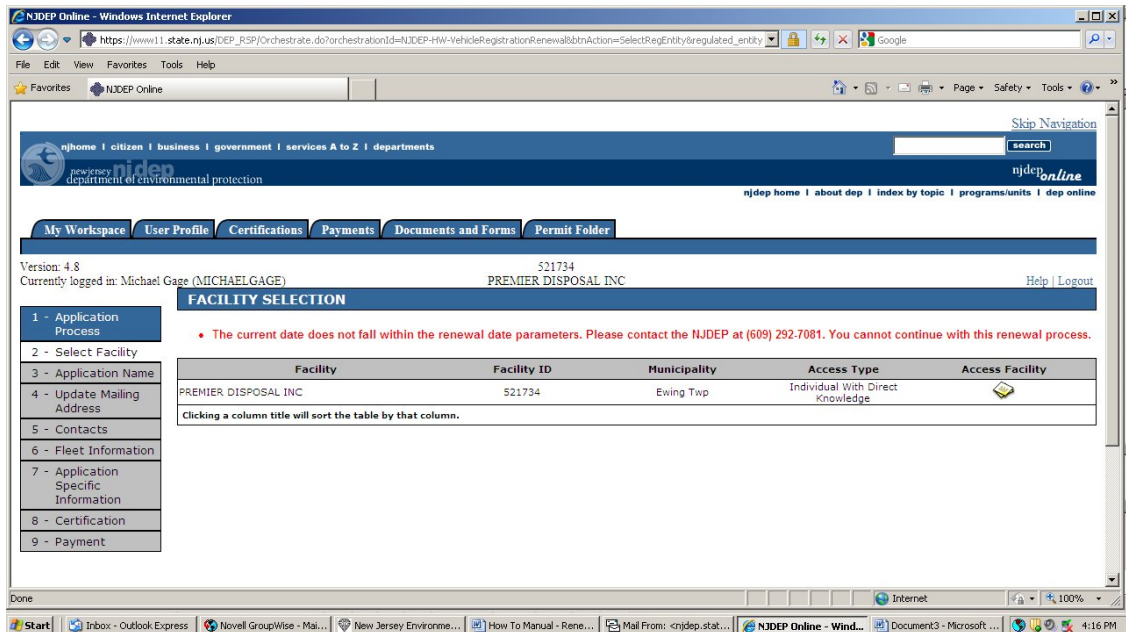 NJDEP Online - Windows Internet Explorer
https://www11.state.nj.us/DEP_RSP/Orchestrate.do?orchestrationId=NJDEP-HW-VehicleRegistrationRenewal&btnAction=SelectRegEntity&regulated_entity
Google
File Edit View Favorites Tools Help
Favorites NJDEP Online
Page Safety Tools
Skip Navigation
njhome | citizen | business | government | services A to Z | departments
search
newjersey njdep
department of environmental protection
njdep online
njdep home | about dep | index by topic | programs/units | dep online
My Workspace User Profile Certifications Payments Documents and Forms Permit Folder
Version: 4.8 521734
Currently logged in: Michael Gage (MICHAELGAGE) PREMIER DISPOSAL INC Help | Logout
FACILITY SELECTION
1 - Application Process
2 - Select Facility
3 - Application Name
4 - Update Mailing Address
5 - Contacts
6 - Fleet Information
7 - Application Specific Information
8 - Certification
9 - Payment
• The current date does not fall within the renewal date parameters. Please contact the NJDEP at (609) 292-7081. You cannot continue with this renewal process.
Facility Facility ID Municipality Access Type Access Facility
PREMIER DISPOSAL INC 521734 Ewing Twp Individual With Direct Knowledge
Clicking a column title will sort the table by that column.
Done Internet 100%
Start Inbox - Outlook Express Novell GroupWise - Mai... New Jersey Environme... How To Manual - Rene... Mail From: <njdep.stat... NJDEP Online - Wind... Document3 - Microsoft ... 4:16 PM